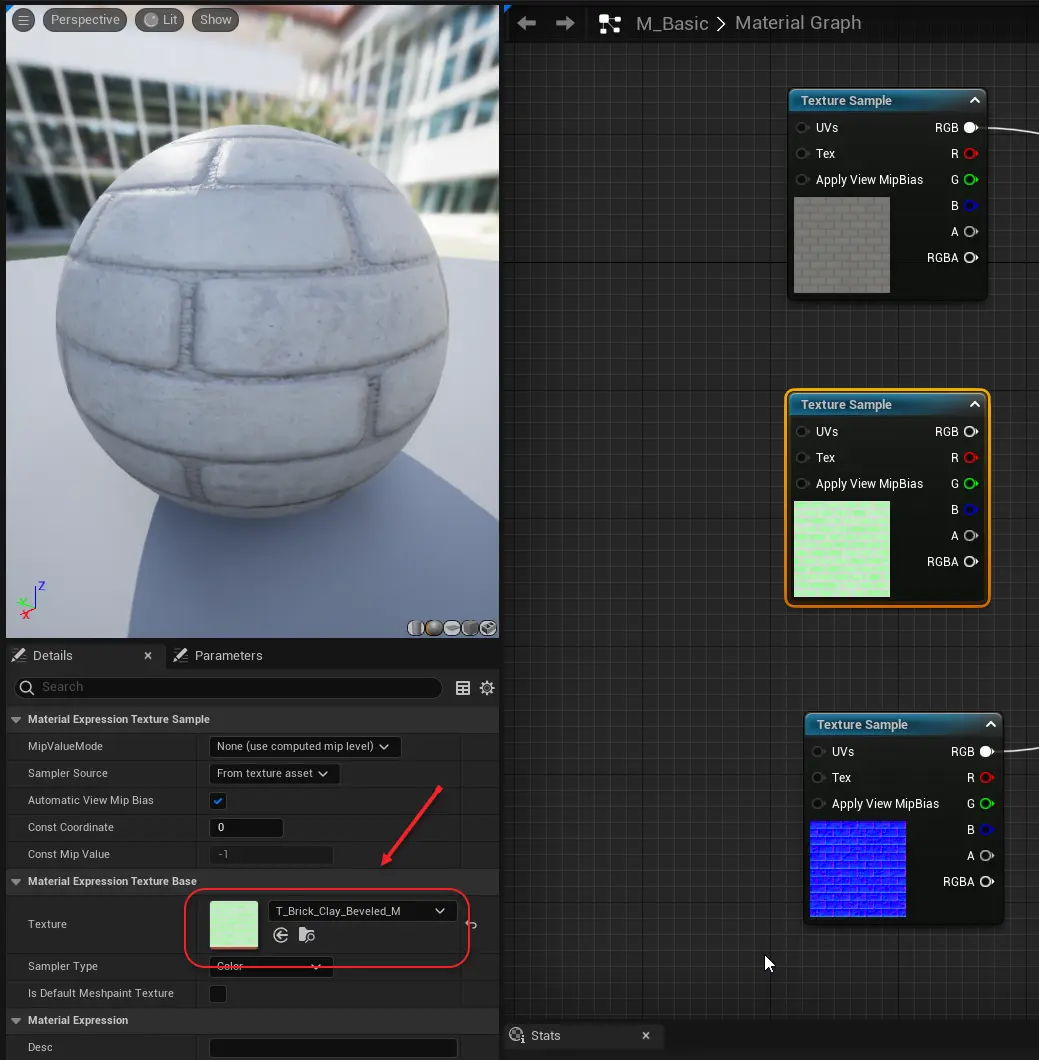 Perspective
Lit
Show
M_Basic > Material Graph
Texture Sample
UVs
RGB
Tex
R
Apply View MipBias
G
B
A
RGBA
Texture Sample
UVs
RGB
Tex
R
Apply View MipBias
G
B
A
RGBA
Texture Sample
UVs
RGB
Tex
R
Apply View MipBias
G
B
A
RGBA
Z
X
Details
Parameters
Search
Material Expression Texture Sample
MipValueMode
None (use computed mip level)
Sampler Source
From texture asset
Automatic View Mip Bias
Const Coordinate
0
Const Mip Value
-1
Material Expression Texture Base
Texture
T_Brick_Clay_Beveled_M
Sampler Type
Color
Is Default Meshpaint Texture
Material Expression
Desc
Stats